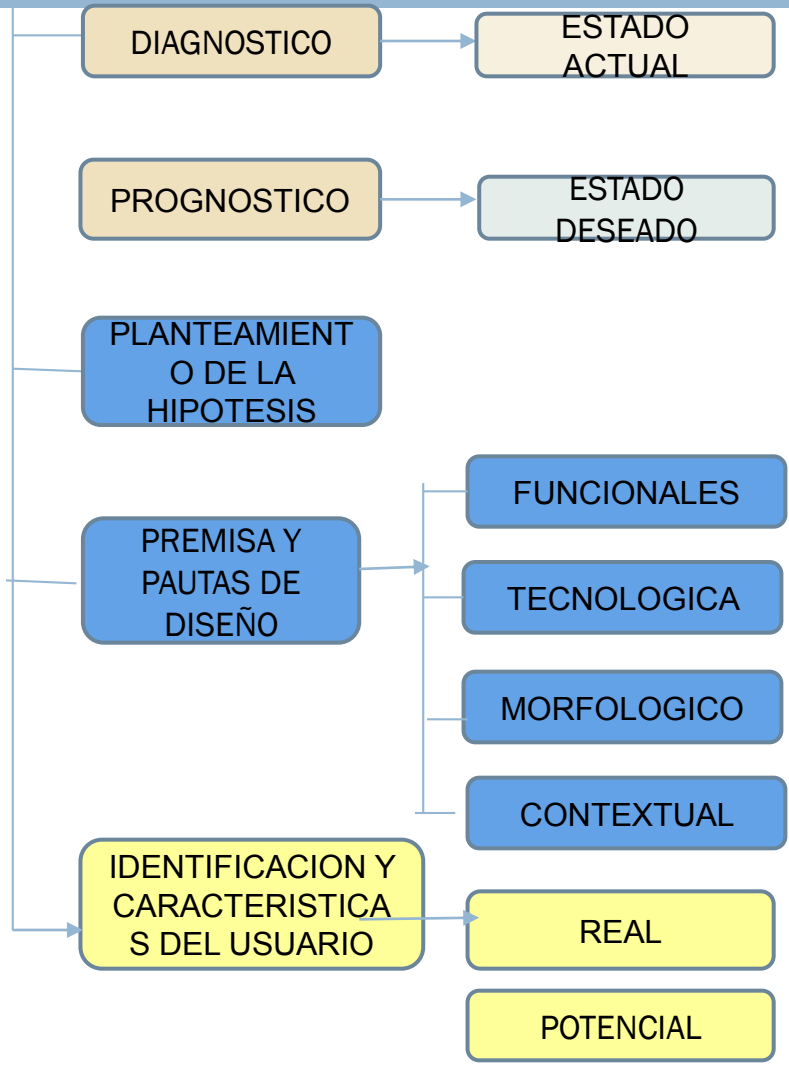 DIAGNOSTICO
ESTADO
ACTUAL
PROGNOSTICO
ESTADO
DESEADO
PLANTEAMIENT
O DE LA
HIPOTESIS
PREMISA Y
PAUTAS DE
DISEÑO
FUNCIONALES
TECNOLOGICA
MORFOLOGICO
CONTEXTUAL
IDENTIFICACION Y
CARACTERISTICA
S DEL USUARIO
REAL
POTENCIAL